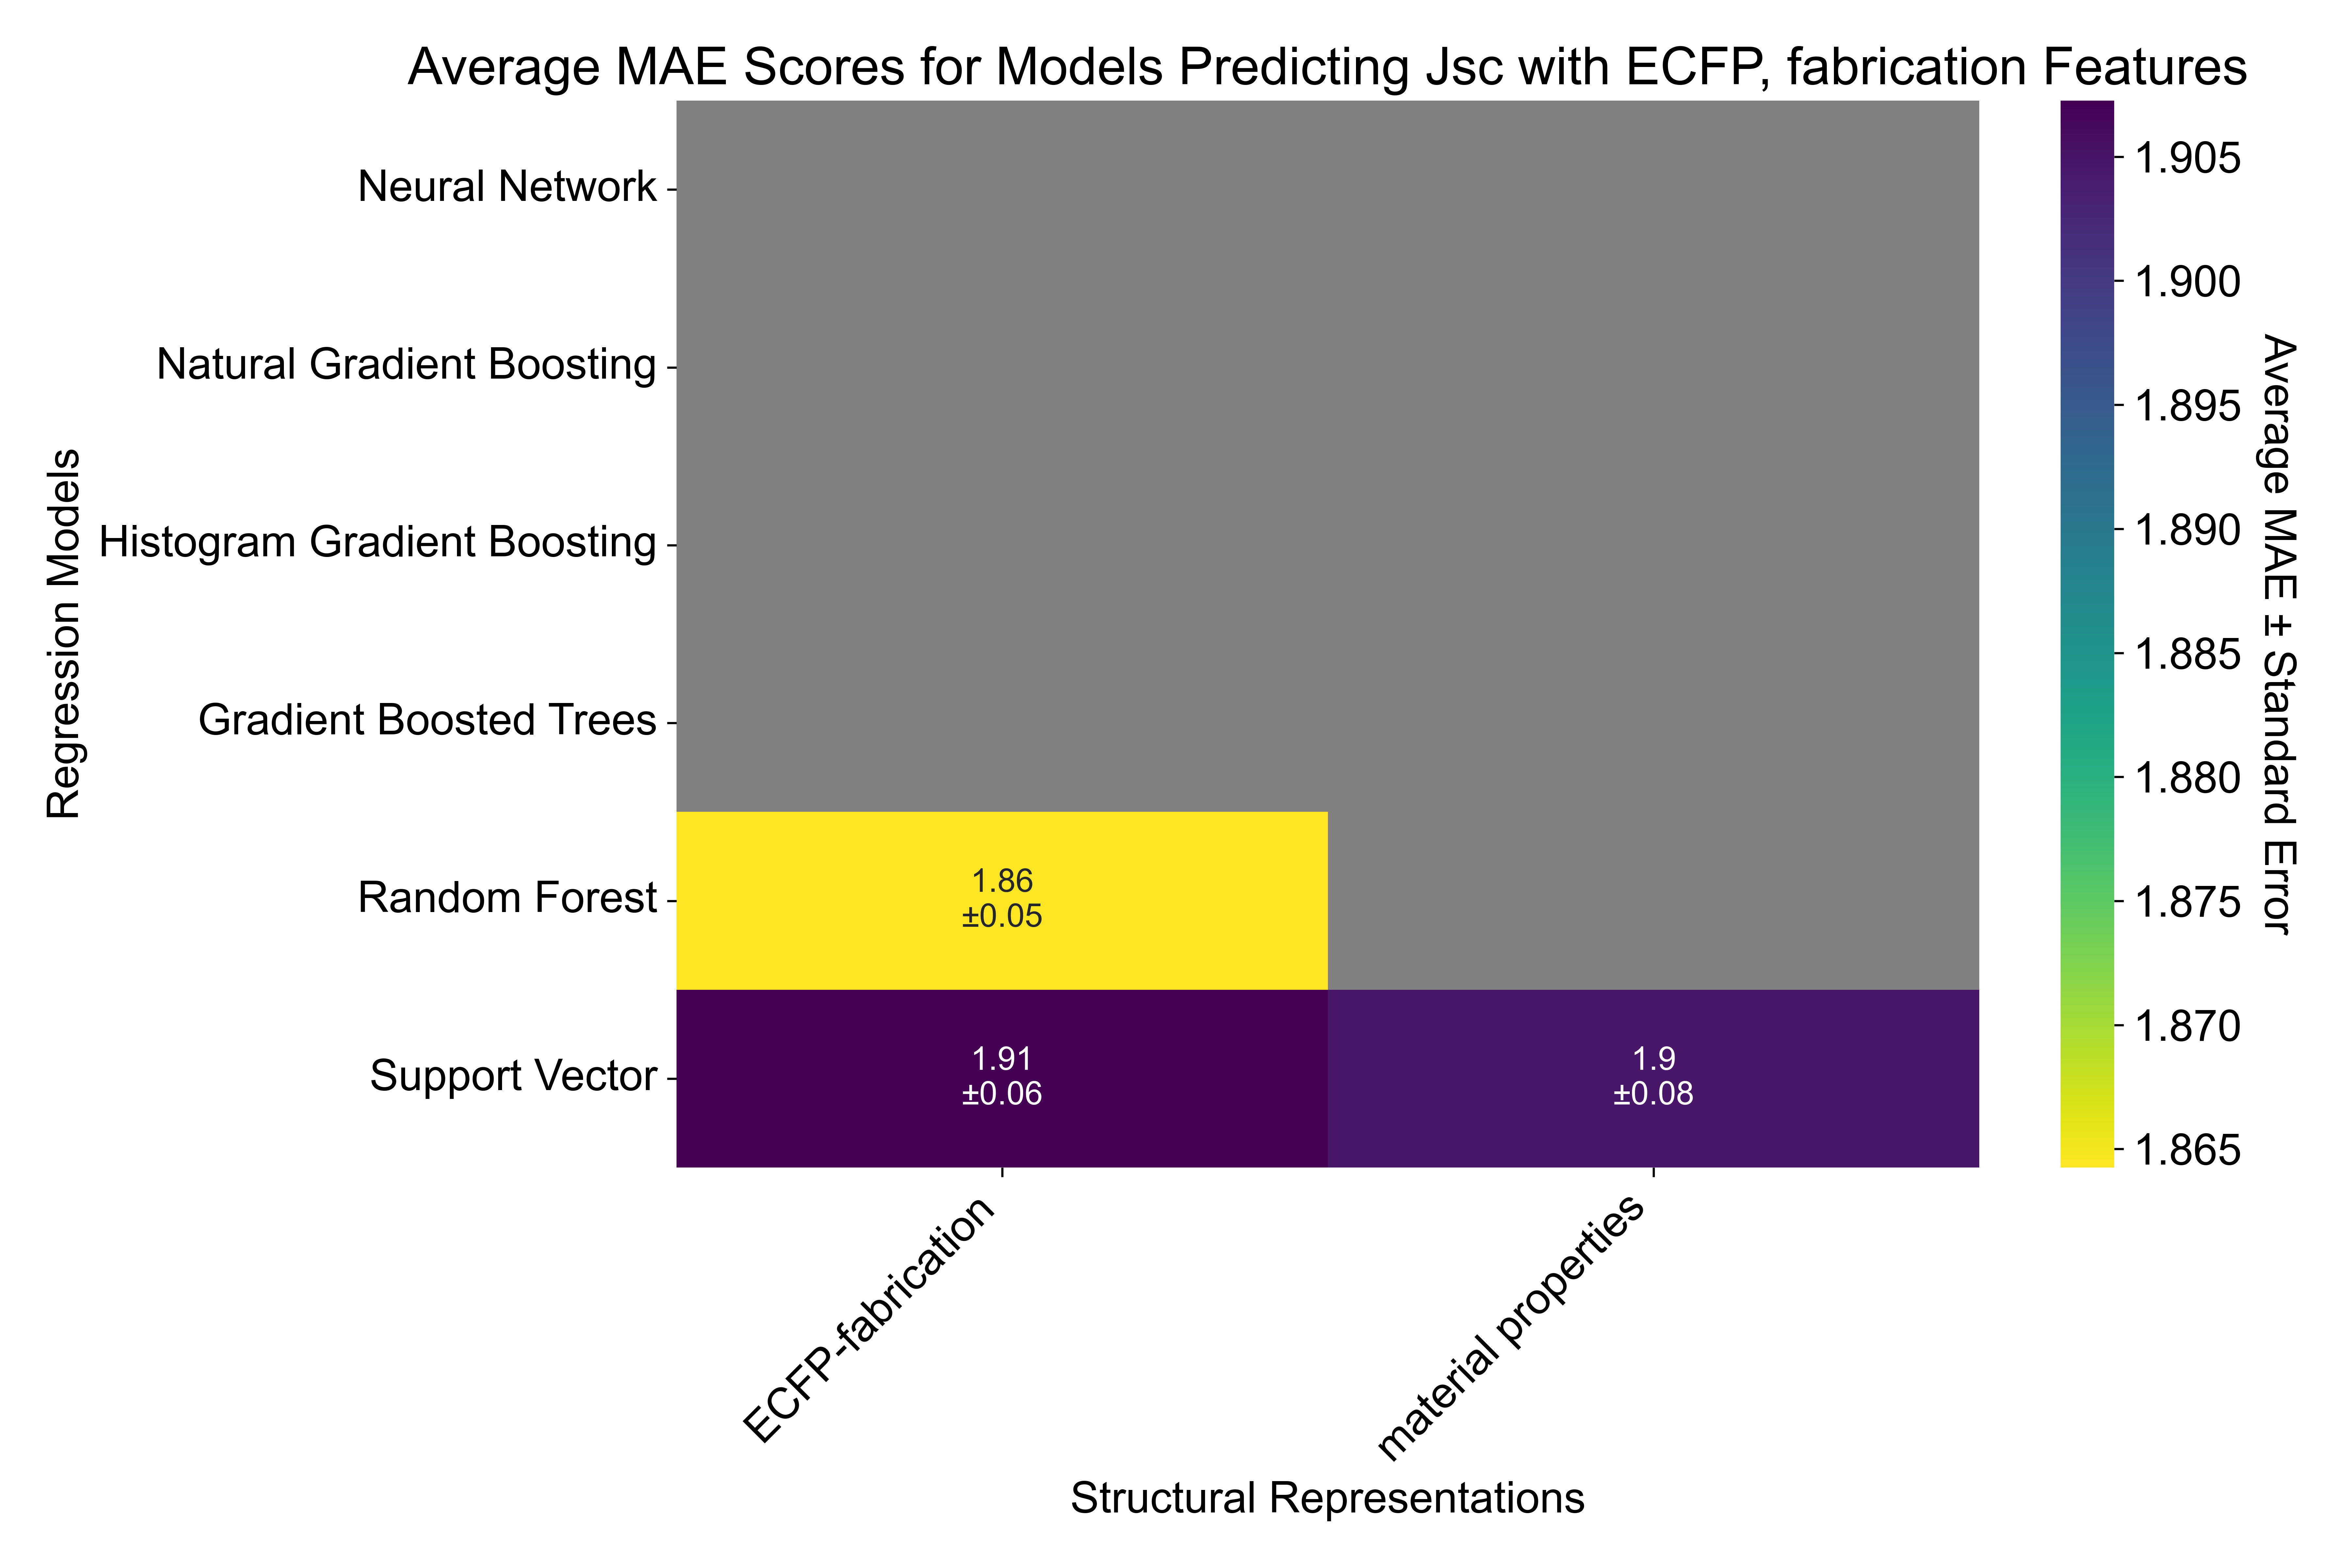 Average MAE Scores for Models Predicting Jsc with ECFP, fabrication Features
Regression Models
Neural Network
Natural Gradient Boosting
Histogram Gradient Boosting
Gradient Boosted Trees
Random Forest
Support Vector
1.86
±0.05
1.91
±0.06
1.9
±0.08
ECFP-fabrication
material properties
Structural Representations
1.905
1.900
1.895
1.890
1.885
1.880
1.875
1.870
1.865
Average MAE ± Standard Error